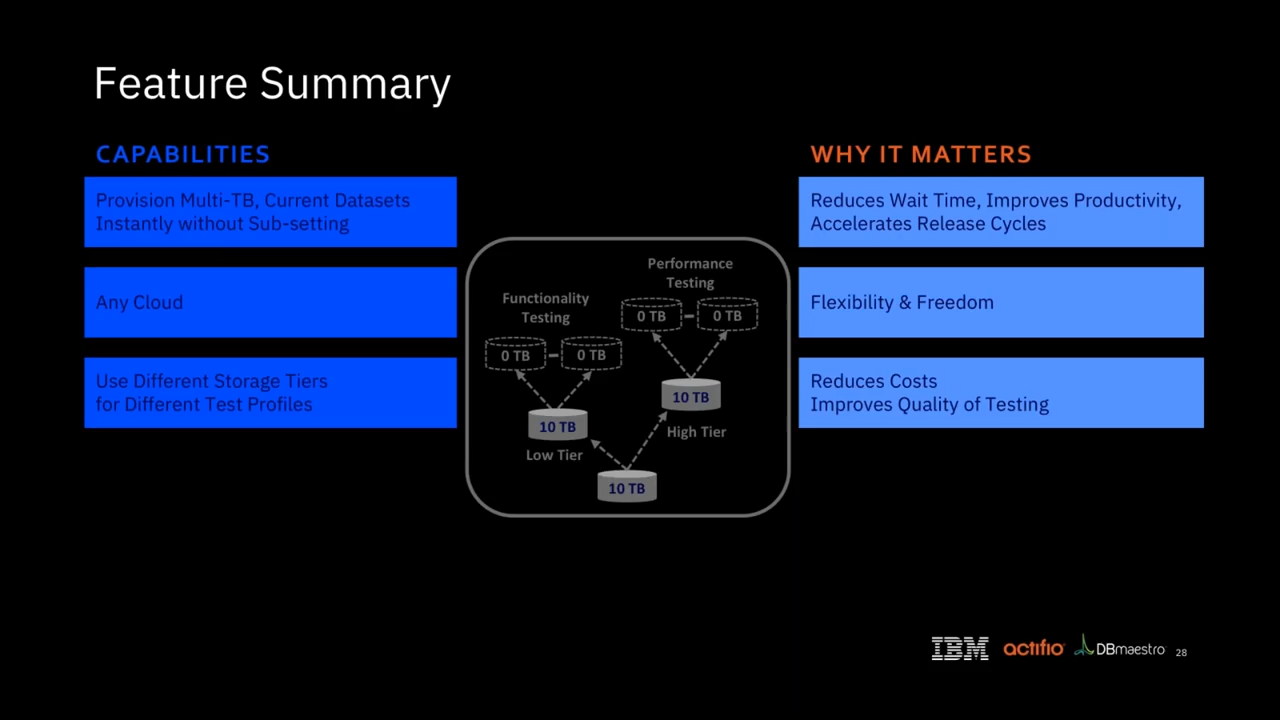 Feature Summary
CAPABILITIES
Provision Multi-TB, Current Datasets
Instantly without Sub-setting
Any Cloud
Use Different Storage Tiers
for Different Test Profiles
Performance
Testing
Functionality
Testing
0 TB
0 TB
0 TB
0 TB
10 TB
High Tier
10 TB
Low Tier
10 TB
WHY IT MATTERS
Reduces Wait Time, Improves Productivity,
Accelerates Release Cycles
Flexibility & Freedom
Reduces Costs
Improves Quality of Testing
IBM actifio DBmaestro 28